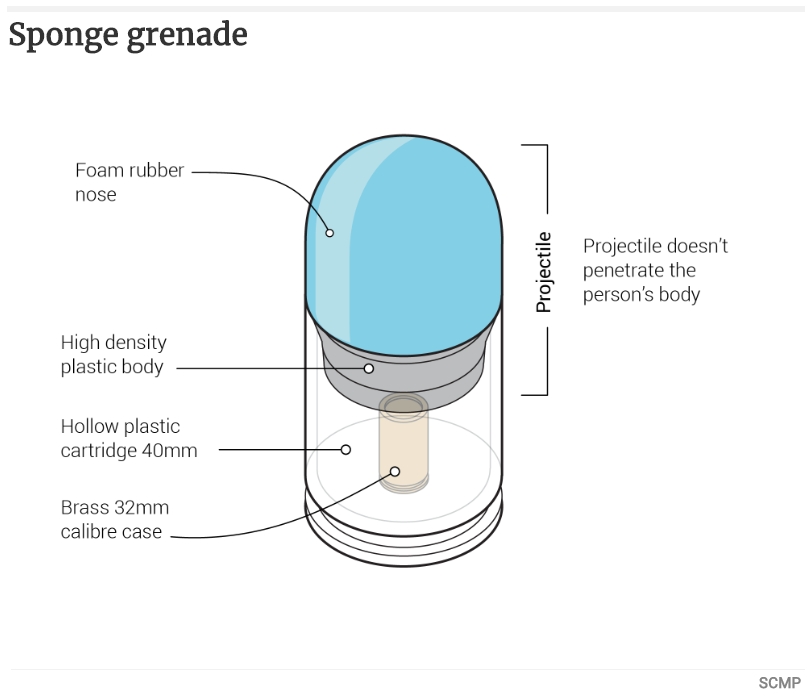 Sponge grenade
Foam rubber
nose
Projectile
Projectile doesn't
penetrate the
person's body
High density
plastic body
Hollow plastic
cartridge 40mm
Brass 32mm
calibre case
SCMP